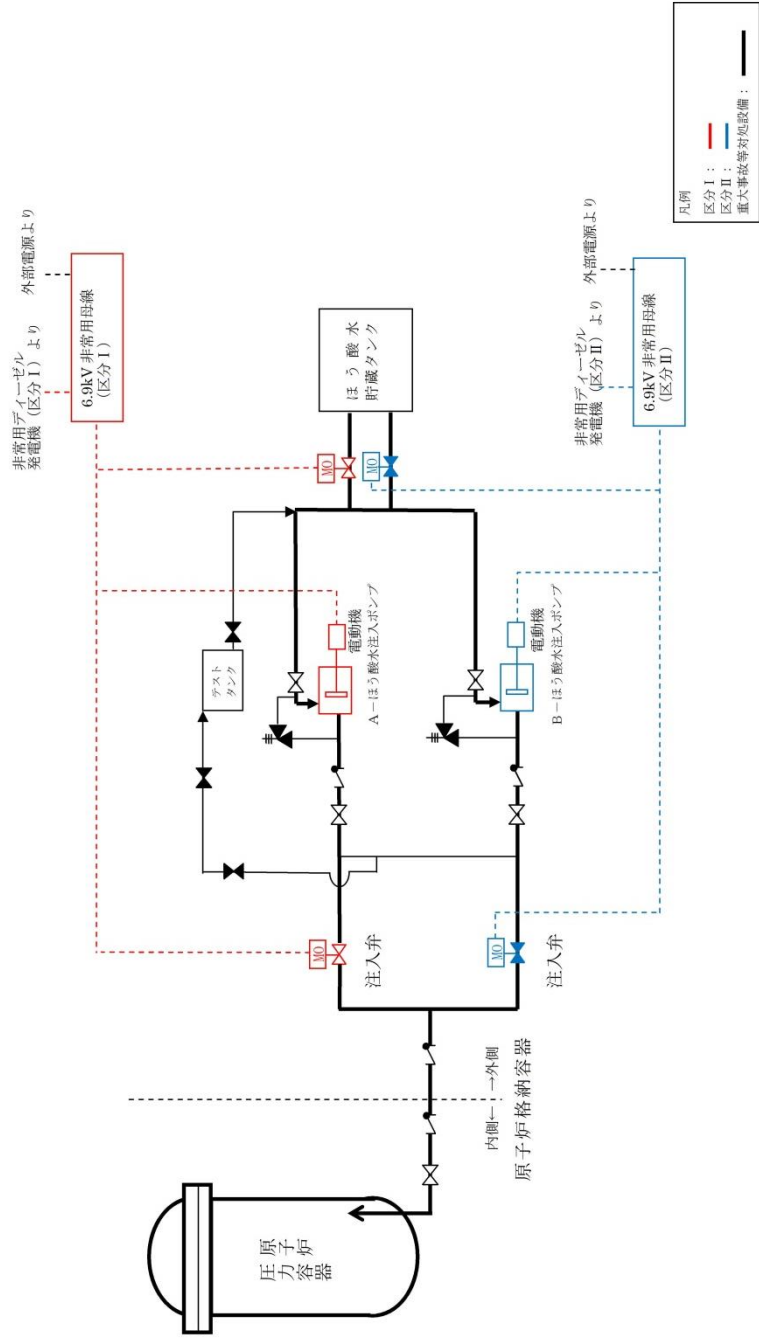 非常用ディーゼル
発電機（区分Ⅰ）より
外部電源より
6.9kV 非常用母線
（区分Ⅰ）
MO
MO
テスト
タンク
電動機
A－ほう酸水注入ポンプ
ほう酸水
貯蔵タンク
MO
注入弁
原子炉
圧力容器
内側← →外側
原子炉格納容器
MO
注入弁
電動機
B－ほう酸水注入ポンプ
非常用ディーゼル
発電機（区分Ⅱ）より
外部電源より
6.9kV 非常用母線
（区分Ⅱ）
凡例
区分Ⅰ：
区分Ⅱ：
重大事故等対処設備：